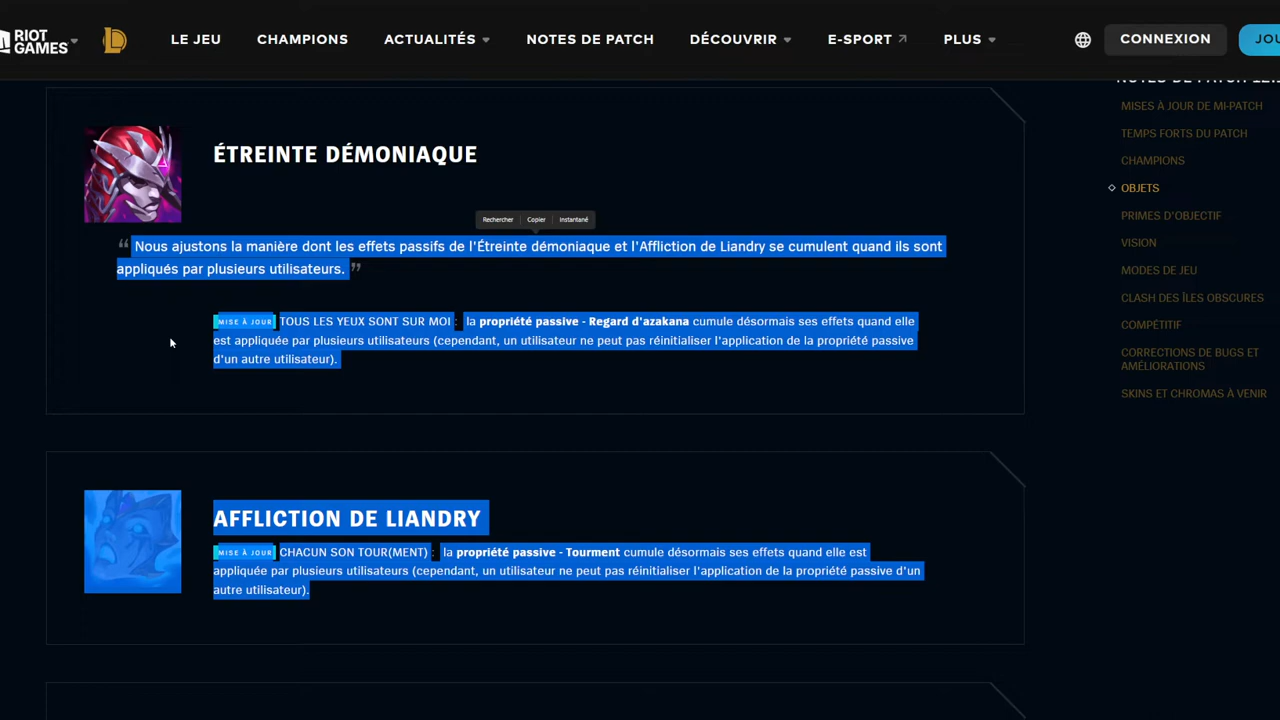 RIOT GAMES
LE JEU
CHAMPIONS
ACTUALITÉS
NOTES DE PATCH
DÉCOUVRIR
E-SPORT
PLUS
CONNEXION
ÉTREINTE DÉMONIAQUE
Rechercher
Copier
Instantané
“ Nous ajustons la manière dont les effets passifs de l'Étreinte démoniaque et l'Affliction de Liandry se cumulent quand ils sont
appliqués par plusieurs utilisateurs. ”
MISE À JOUR TOUS LES YEUX SONT SUR MOI : la propriété passive - Regard d'azakana cumule désormais ses effets quand elle
est appliquée par plusieurs utilisateurs (cependant, un utilisateur ne peut pas réinitialiser l'application de la propriété passive
d'un autre utilisateur).
AFFLICTION DE LIANDRY
MISE À JOUR CHACUN SON TOUR(MENT) : la propriété passive - Tourment cumule désormais ses effets quand elle est
appliquée par plusieurs utilisateurs (cependant, un utilisateur ne peut pas réinitialiser l'application de la propriété passive d'un
autre utilisateur).
NOTES DE PATCH
MISES À JOUR DE MI-PATCH
TEMPS FORTS DU PATCH
CHAMPIONS
OBJETS
PRIMES D'OBJECTIF
VISION
MODES DE JEU
CLASH DES ÎLES OBSCURES
COMPÉTITIF
CORRECTIONS DE BUGS ET
AMÉLIORATIONS
SKINS ET CHROMAS À VENIR